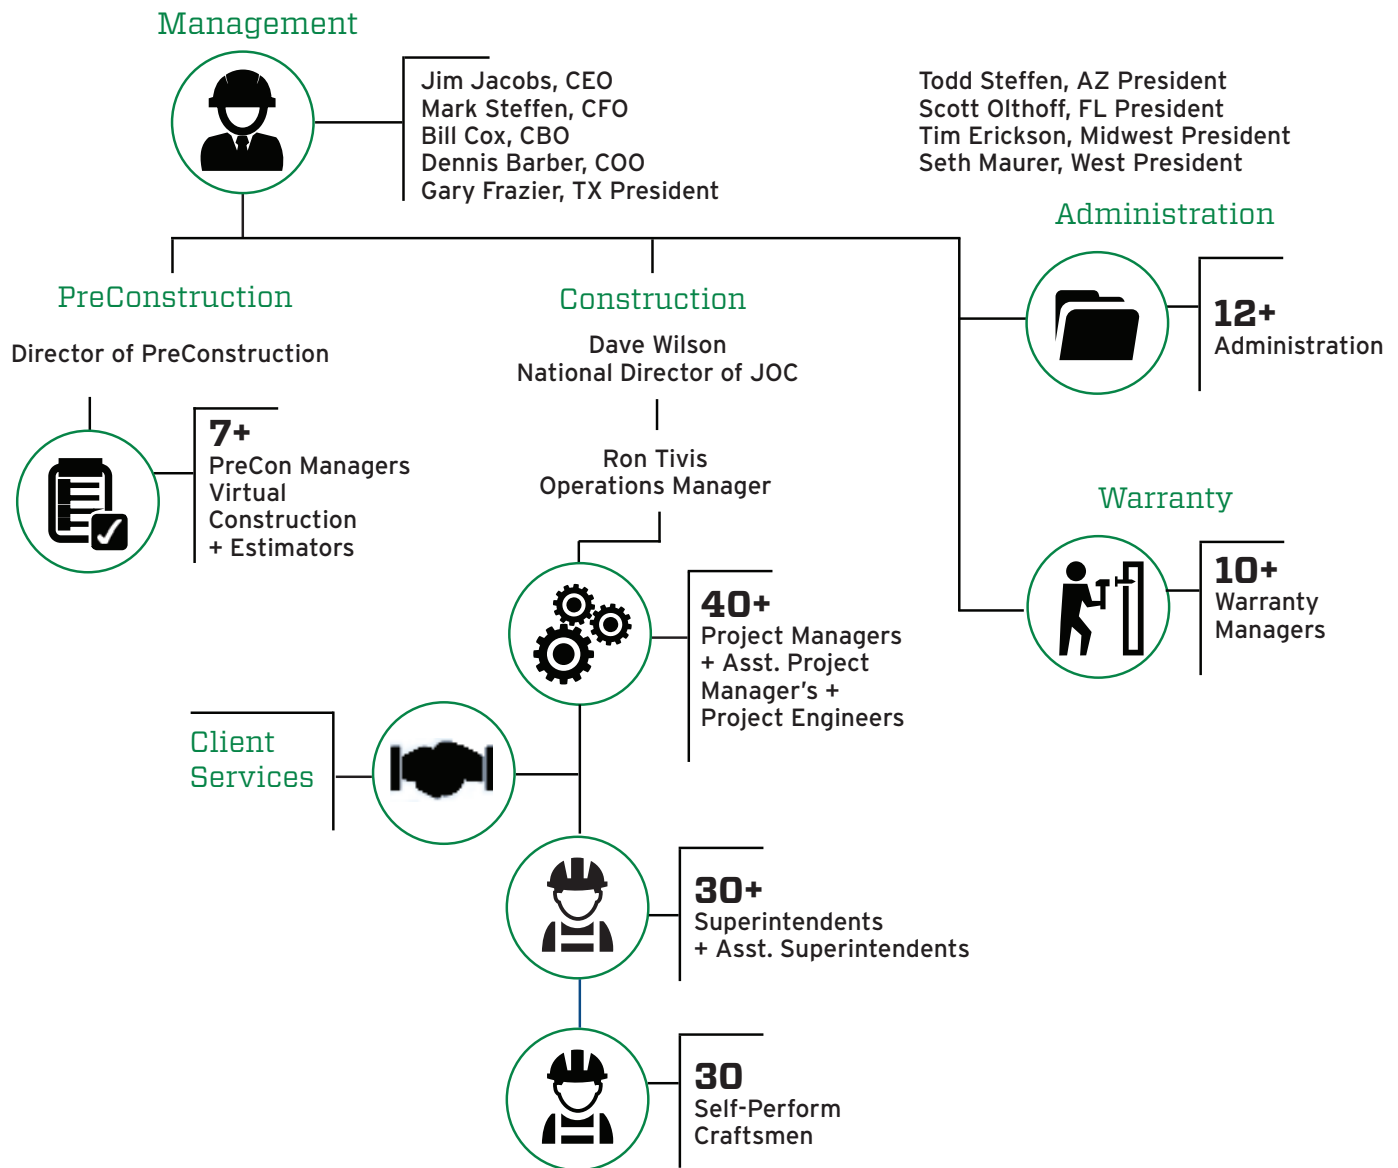 Management
Jim Jacobs, CEO
Mark Steffen, CFO
Bill Cox, CBO
Dennis Barber, COO
Gary Frazier, TX President
Todd Steffen, AZ President
Scott Olthoff, FL President
Tim Erickson, Midwest President
Seth Maurer, West President
Administration
12+
Administration
PreConstruction
Director of PreConstruction
7+
PreCon Managers
Virtual
Construction
+ Estimators
Construction
Dave Wilson
National Director of JOC
Ron Tivis
Operations Manager
40+
Project Managers
+ Asst. Project
Manager’s +
Project Engineers
Warranty
10+
Warranty
Managers
Client
Services
30+
Superintendents
+ Asst. Superintendents
30
Self-Perform
Craftsmen